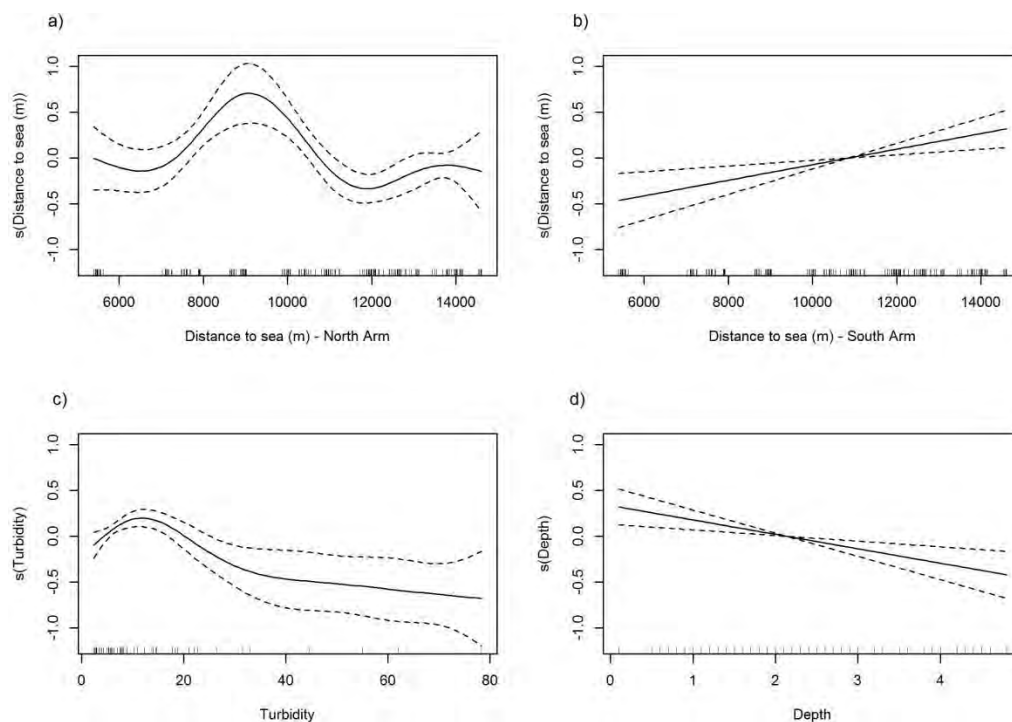 a)
1.0
0.5
0.0
-0.5
-1.0
s(Distance to sea (m))
6000 8000 10000 12000 14000
Distance to sea (m) - North Arm
b)
1.0
0.5
0.0
-0.5
-1.0
s(Distance to sea (m))
6000 8000 10000 12000 14000
Distance to sea (m) - South Arm
c)
1.0
0.5
0.0
-0.5
-1.0
s(Turbidity)
0 20 40 60 80
Turbidity
d)
1.0
0.5
0.0
-0.5
-1.0
s(Depth)
0 1 2 3 4
Depth